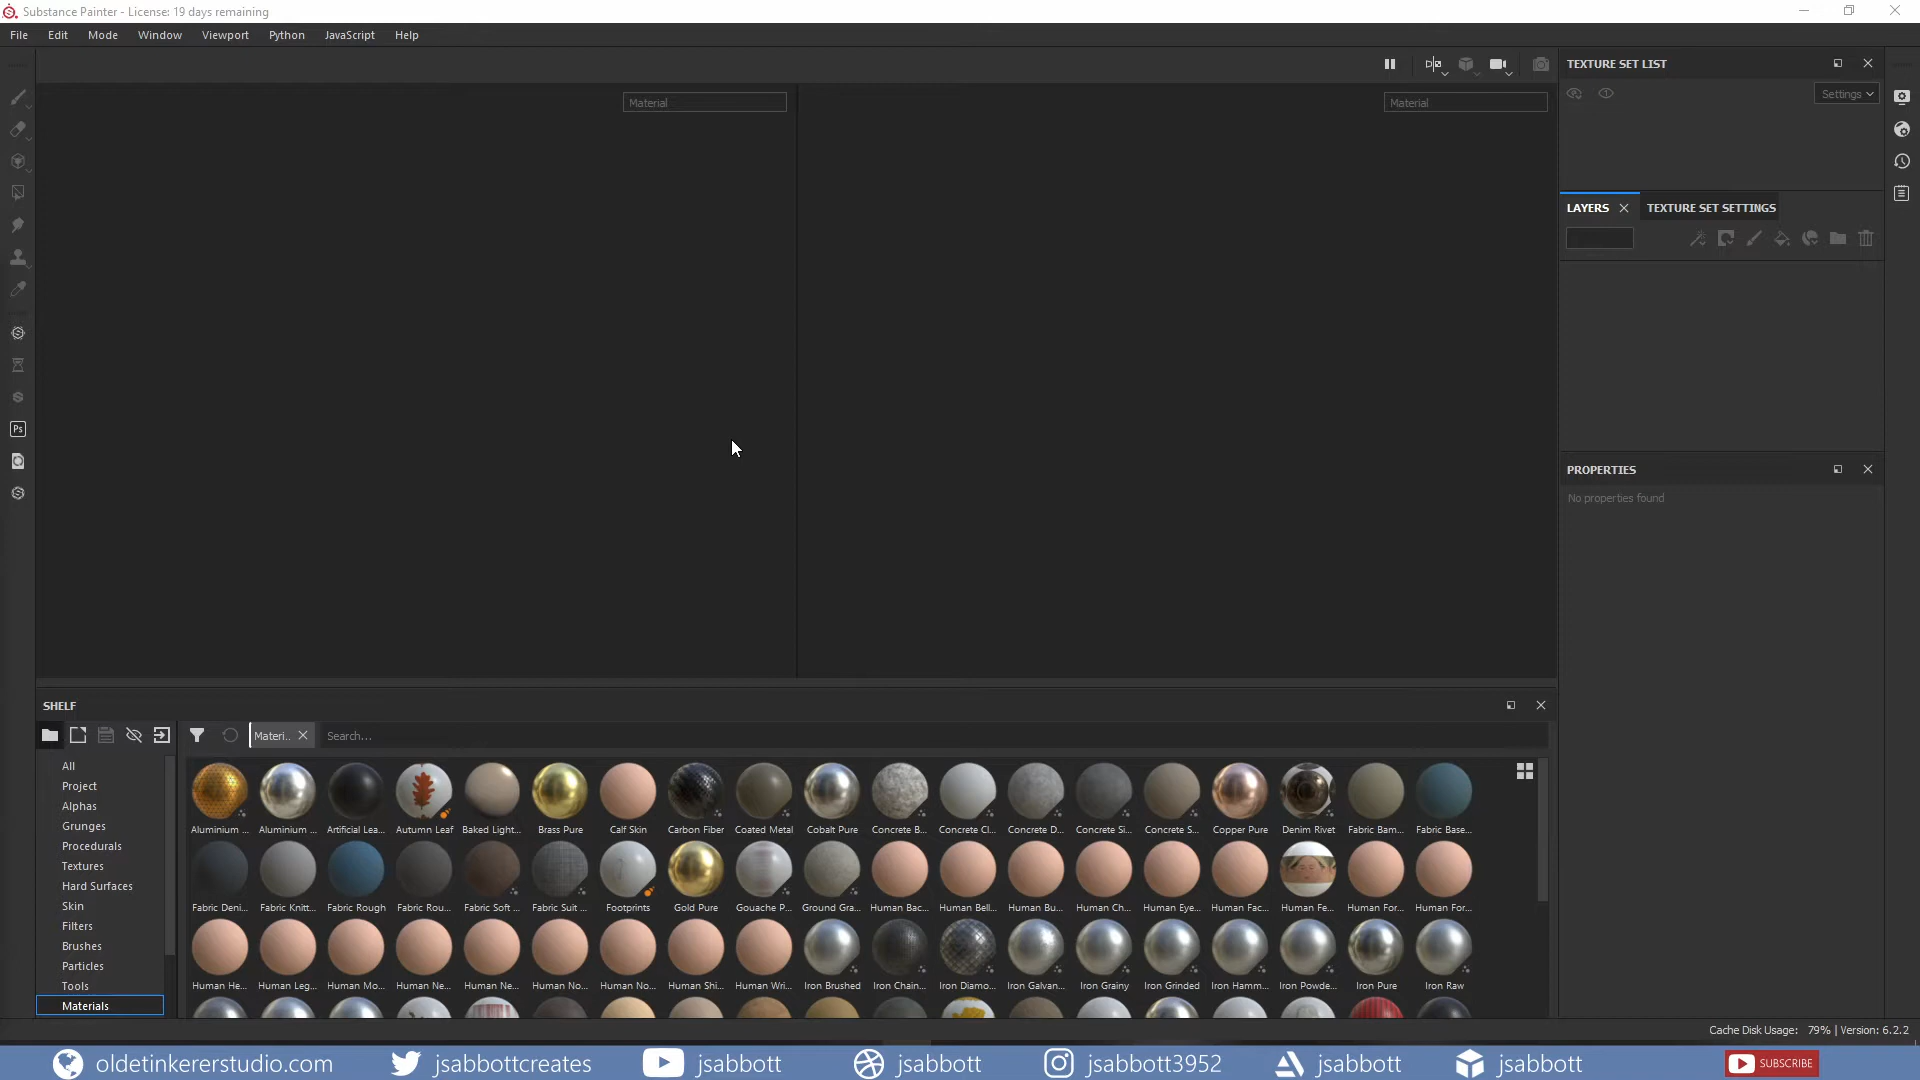 Substance Painter - License: 19 days remaining
File Edit Mode Window Viewport Python JavaScript Help
TEXTURE SET LIST
Material
Material
Settings
LAYERS
TEXTURE SET SETTINGS
PROPERTIES
No properties found
Ps
SHELF
Materi..
Search...
All
Project
Alphas
Grunges
Procedurals
Textures
Hard Surfaces
Skin
Filters
Brushes
Particles
Tools
Materials
Aluminium ... Aluminium ... Artificial Lea... Autumn Leaf Baked Light... Brass Pure Calf Skin Carbon Fiber Coated Metal Cobalt Pure Concrete B... Concrete Cl... Concrete D... Concrete Si... Concrete S... Copper Pure Denim Rivet Fabric Bam... Fabric Base...
Fabric Deni... Fabric Knitt... Fabric Rough Fabric Rou... Fabric Soft ... Fabric Suit ... Footprints Gold Pure Gouache P... Ground Gra... Human Bac... Human Bell... Human Bu... Human Ch... Human Eye... Human Fac... Human Fe... Human For... Human For...
Human He... Human Leg... Human Mo... Human Ne... Human Ne... Human No... Human No... Human Shi... Human Wri... Iron Brushed Iron Chain... Iron Diamo... Iron Galvan... Iron Grainy Iron Grinded Iron Hamm... Iron Powde... Iron Pure Iron Raw
Cache Disk Usage: 79% | Version: 6.2.2
oldetinkererstudio.com jsabbottcreates jsabbott jsabbott jsabbott3952 jsabbott jsabbott SUBSCRIBE